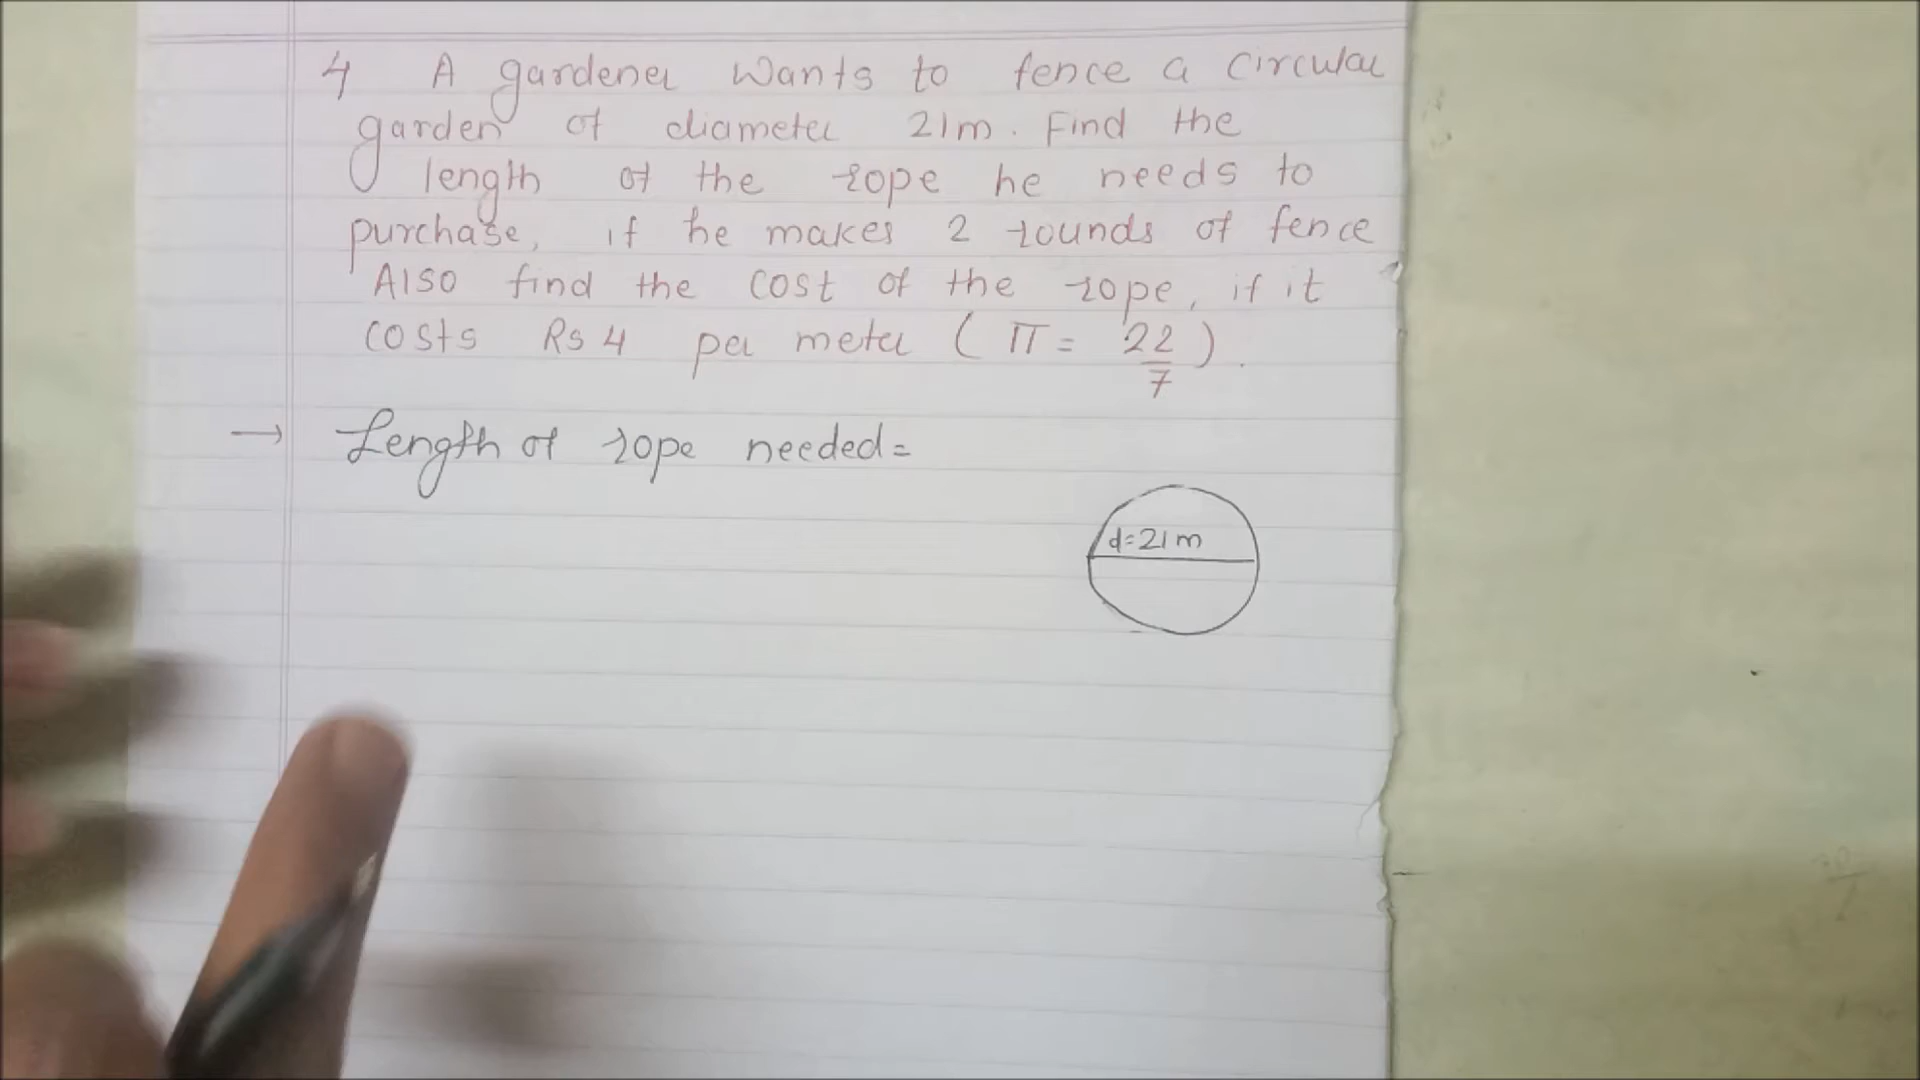 4 A gardener wants to fence a circular
garden of diameter 21m. Find the
length of the rope he needs to
purchase, if he makes 2 rounds of fence
Also find the cost of the rope, if it
costs Rs 4 per meter ( π = 22/7 ).
→ Length of rope needed =
d=21m